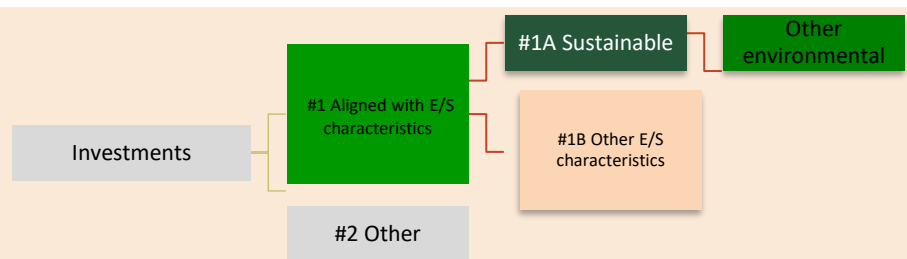 Investments
#1 Aligned with E/S
characteristics
#2 Other
#1A Sustainable
#1B Other E/S
characteristics
Other
environmental